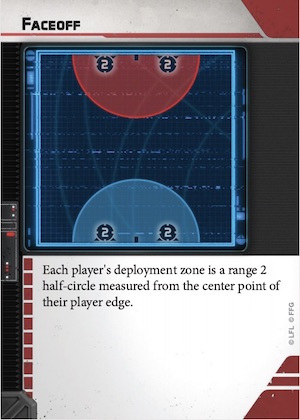 FACEOFF
2 2
2 2
Each player's deployment zone is a range 2
half-circle measured from the center point of
their player edge.
© LFL © FFG